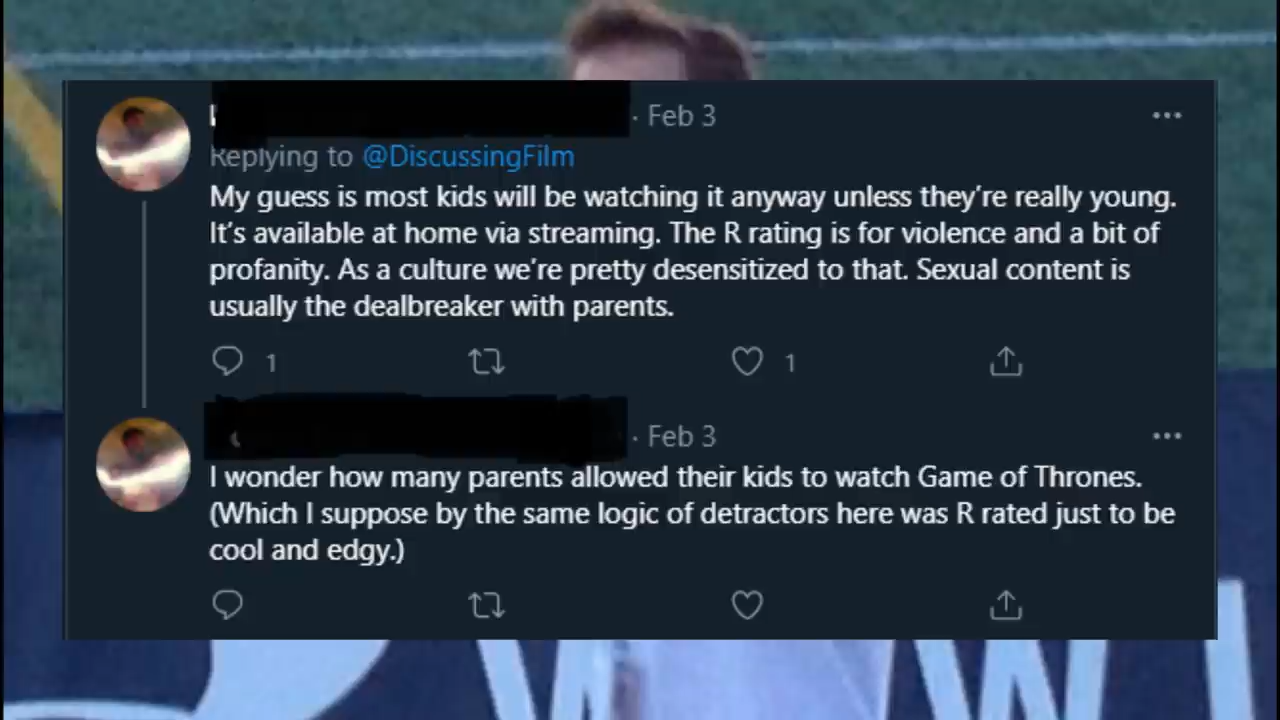 · Feb 3
Replying to @DiscussingFilm
My guess is most kids will be watching it anyway unless they're really young.
It's available at home via streaming. The R rating is for violence and a bit of
profanity. As a culture we're pretty desensitized to that. Sexual content is
usually the dealbreaker with parents.
1 1
· Feb 3
I wonder how many parents allowed their kids to watch Game of Thrones.
(Which I suppose by the same logic of detractors here was R rated just to be
cool and edgy.)